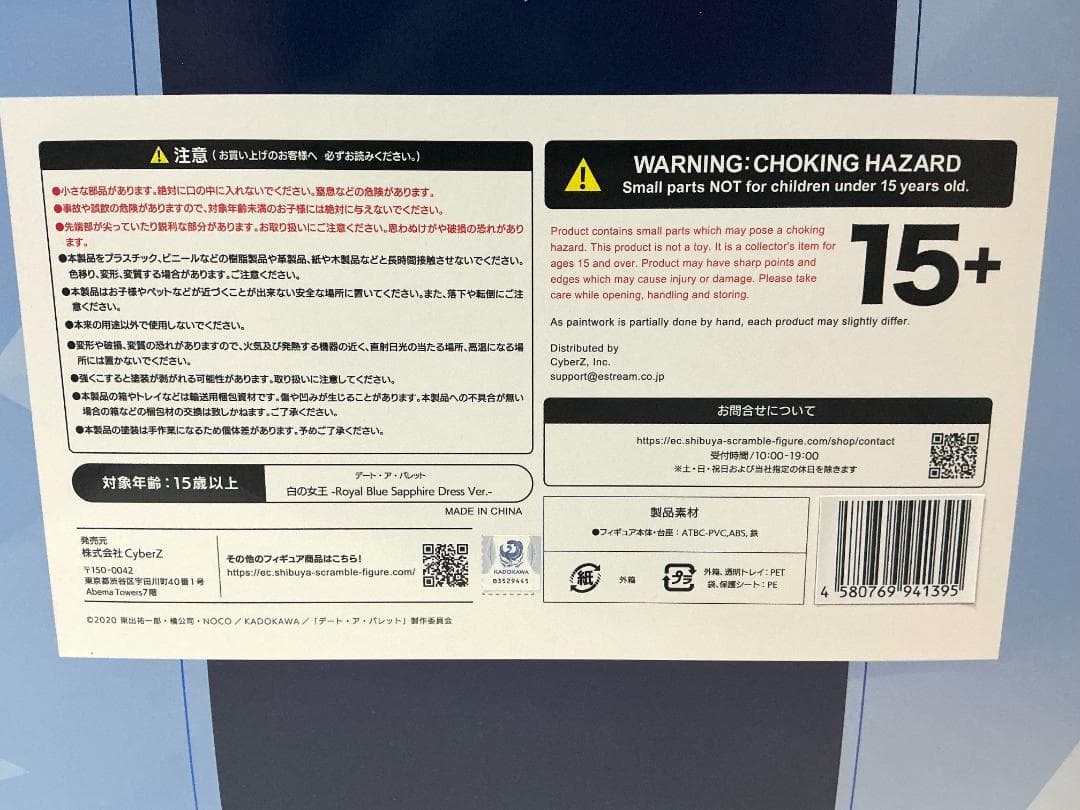 注意(お買い上げのお客様へ 必ずお読みください。)
●小さな部品があります。絶対に口の中に入れないでください。窒息などの危険があります。
●事故や誤飲の危険がありますので、対象年齢未満のお子様には絶対に与えないでください。
●先端部が尖っていたり鋭利な部分があります。お取り扱いにご注意ください。思わぬけがや破損の恐れがあり
ます。
●本製品をプラスチック、ビニールなどの樹脂製品や革製品、紙や木製品などと長時間接触させないでください。
色移り、変形、変質する場合があります。ご注意ください。
●本製品はお子様やペットなどが近づくことが出来ない安全な場所に置いてください。また、落下や転倒にご注
意ください。
●本来の用途以外で使用しないでください。
●変形や破損、変質の恐れがありますので、火気及び発熱する機器の近く、直射日光の当たる場所、高温になる場
所には置かないでください。
●強くこすると塗装が剥がれる可能性があります。取り扱いに注意してください。
●本製品の箱やトレイなどは輸送用梱包資材です。傷や凹みが生じることがあります。本製品への不具合が無い
場合の箱などの梱包材の交換は致しかねます。ご了承ください。
●本製品の塗装は手作業になるため個体差があります。予めご了承ください。
対象年齢:15歳以上
デート・ア・バレット
白の女王 -Royal Blue Sapphire Dress Ver.-
MADE IN CHINA
発売元
株式会社CyberZ
〒150-0042
東京都渋谷区宇田川町40番1号
Abema Towers7階
その他のフィギュア商品はこちら!
https://ec.shibuya-scramble-figure.com/
KADOKAWA
B3529445
©2020 東出祐一郎・橘公司・NOCO/KADOKAWA/「デート・ア・バレット」製作委員会
WARNING: CHOKING HAZARD
Small parts NOT for children under 15 years old.
Product contains small parts which may pose a choking
hazard. This product is not a toy. It is a collector's item for
ages 15 and over. Product may have sharp points and
edges which may cause injury or damage. Please take
care while opening, handling and storing.
15+
As paintwork is partially done by hand, each product may slightly differ.
Distributed by
CyberZ, Inc.
support@estream.co.jp
お問合せについて
https://ec.shibuya-scramble-figure.com/shop/contact
受付時間/10:00-19:00
※土・日・祝日および当社指定の休日を除きます
製品素材
●フィギュア本体・台座:ATBC-PVC,ABS, 鉄
紙
外箱
プラ
外箱、透明トレイ:PET
袋、保護シート:PE
4 580769 941395